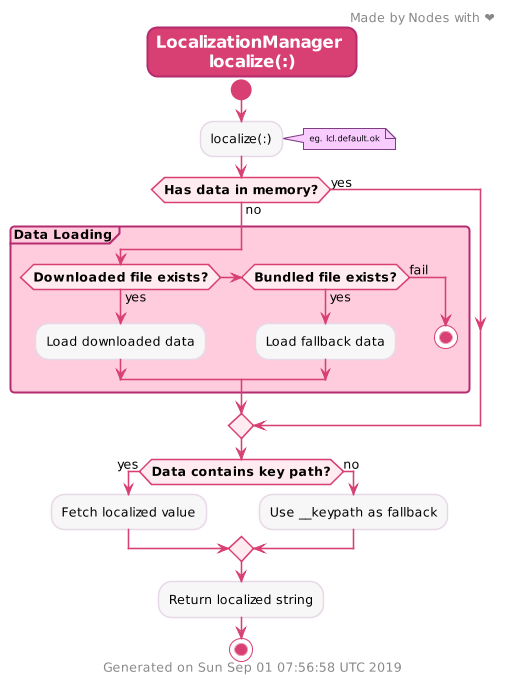 Made by Nodes with ❤
LocalizationManager
localize(:)
localize(:)
eg. lcl.default.ok
Has data in memory?
yes
no
Data Loading
Downloaded file exists?
Bundled file exists?
fail
yes
yes
Load downloaded data
Load fallback data
Data contains key path?
yes
no
Fetch localized value
Use __keypath as fallback
Return localized string
Generated on Sun Sep 01 07:56:58 UTC 2019